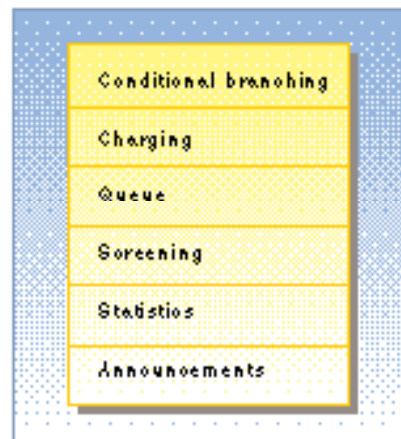 Conditional branching
Charging
Queue
Screening
Statistics
Announcements